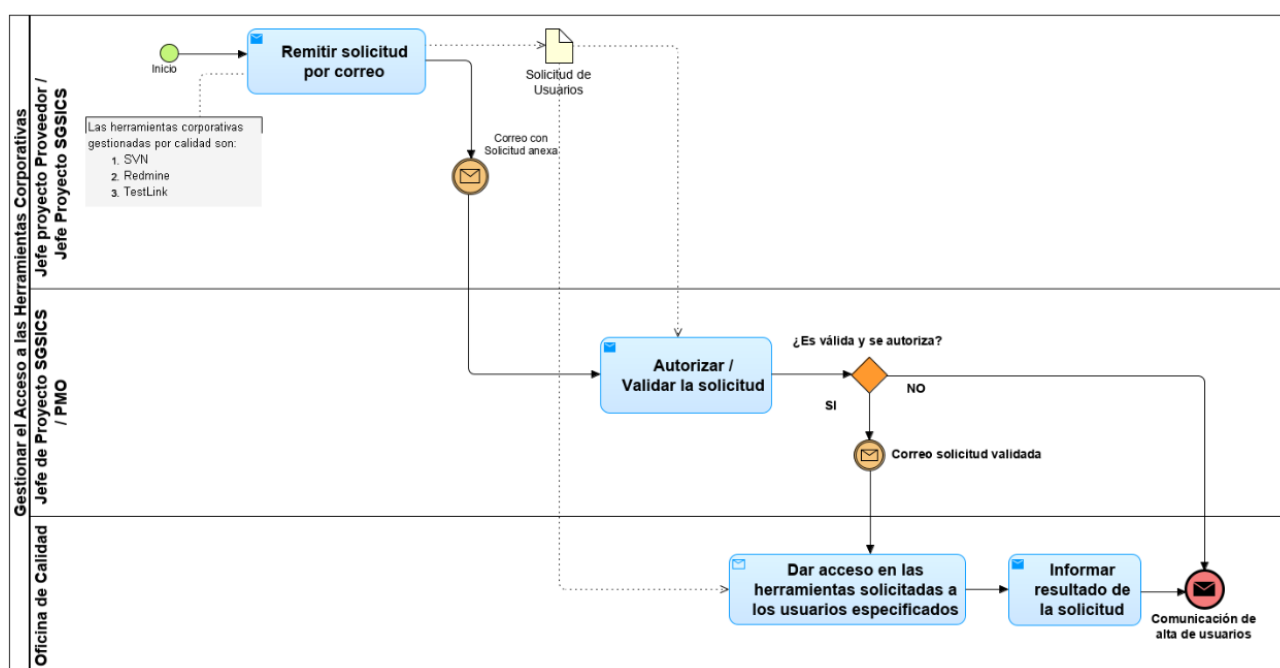 Gestionar el Acceso a las Herramientas Corporativas
Jefe proyecto Proveedor /
Jefe Proyecto SGSICS
Inicio
Remitir solicitud
por correo
Solicitud de
Usuarios
Las herramientas corporativas
gestionadas por calidad son:
1. SVN
2. Redmine
3. TestLink
Correo con
Solicitud anexa
Jefe de Proyecto SGSICS
/ PMO
Autorizar /
Validar la solicitud
¿Es válida y se autoriza?
SI
NO
Correo solicitud validada
Oficina de Calidad
Dar acceso en las
herramientas solicitadas a
los usuarios especificados
Informar
resultado de
la solicitud
Comunicación de
alta de usuarios